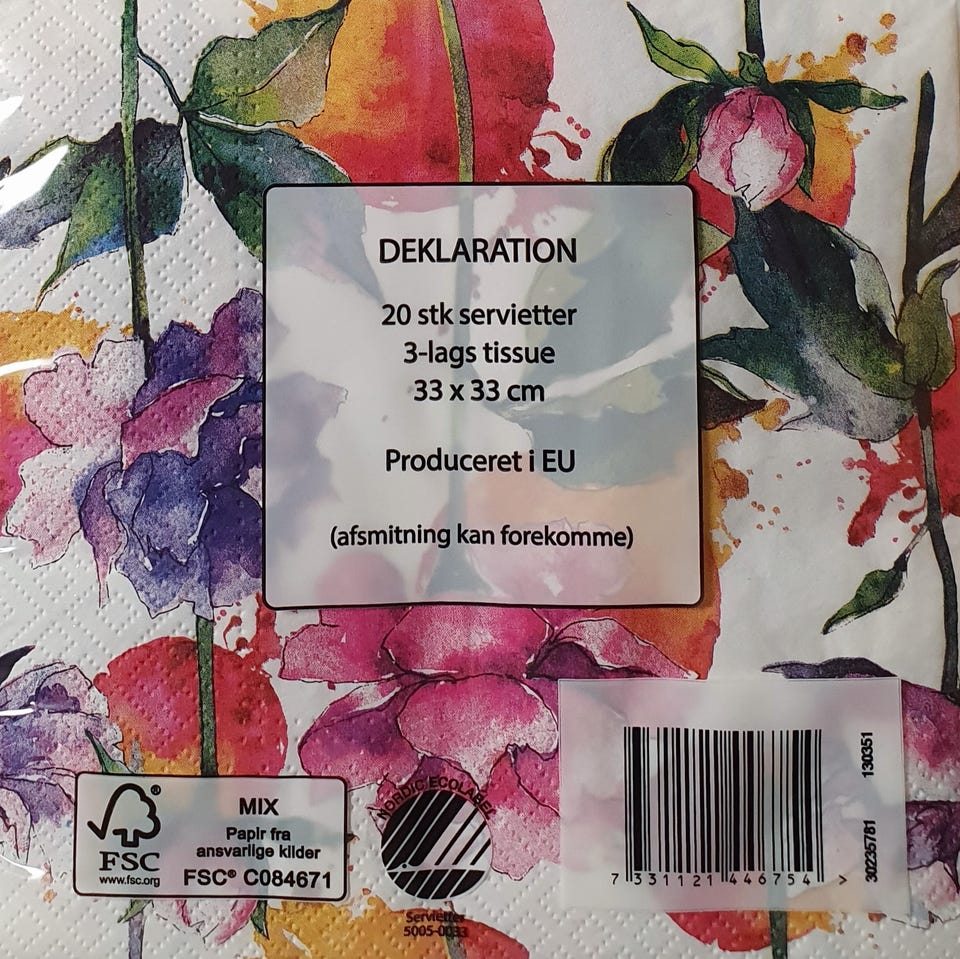 DEKLARATION
20 stk servietter
3-lags tissue
33 x 33 cm
Produceret i EU
(afsmitning kan forekomme)
FSC®
www.fsc.org
MIX
Papir fra
ansvarlige kilder
FSC® C084671
NORDIC ECOLABEL
Servietter
5005-0033
7 331121 446754 >
30235781 130351